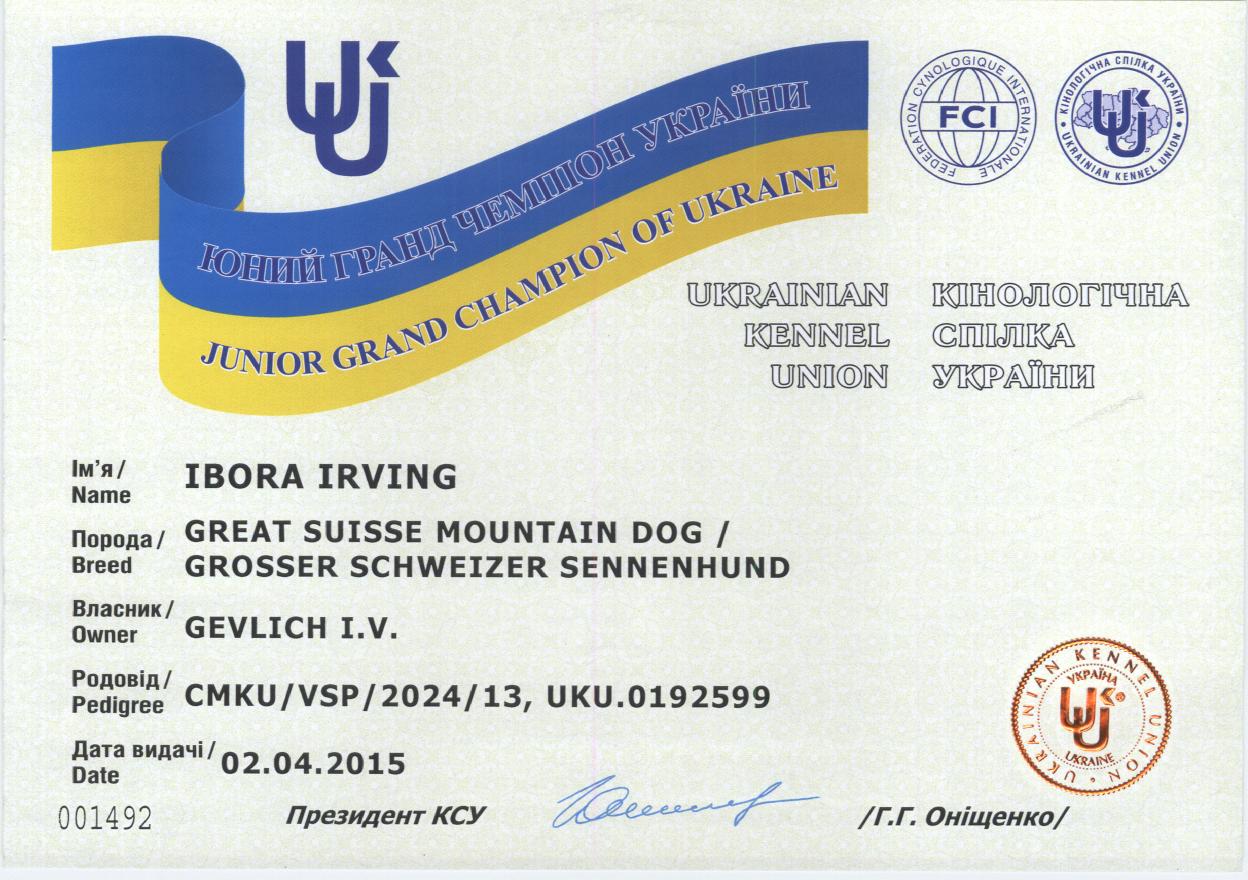 ЮНИЙ ГРАНД ЧЕМПІОН УКРАЇНИ
JUNIOR GRAND CHAMPION OF UKRAINE
FEDERATION CYNOLOGIQUE INTERNATIONALE
FCI
КІНОЛОГІЧНА СПІЛКА УКРАЇНИ
UKRAINIAN KENNEL UNION
UKRAINIAN КІНОЛОГІЧНА
KENNEL СПІЛКА
UNION УКРАЇНИ
Ім'я/
Name
IBORA IRVING
Порода/
Breed
GREAT SUISSE MOUNTAIN DOG /
GROSSER SCHWEIZER SENNENHUND
Власник/
Owner
GEVLICH I.V.
Родовід/
Pedigree
CMKU/VSP/2024/13, UKU.0192599
Дата видачі/
Date
02.04.2015
UKRAINIAN KENNEL UNION
УКРАЇНА
UKRAINE
001492
Президент КСУ
/Г.Г. Оніщенко/